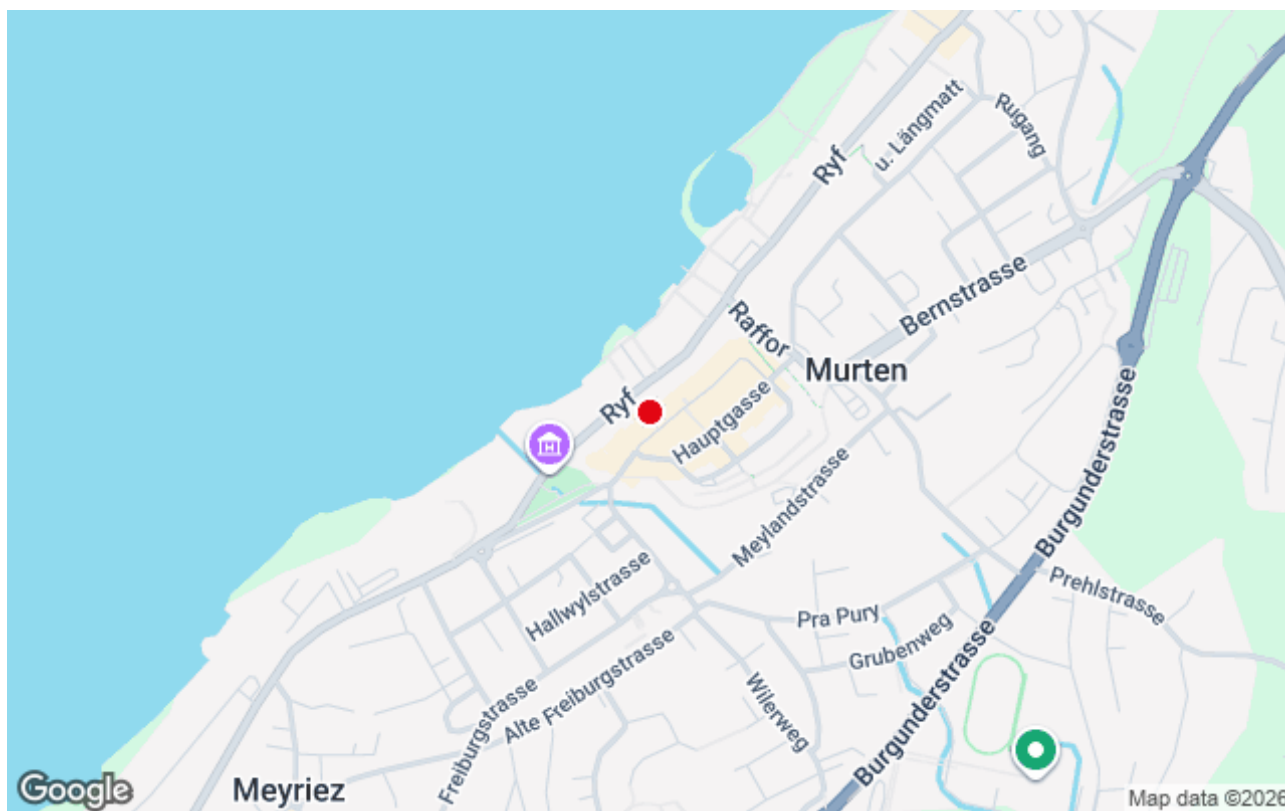 Rugang
u. Längmatt
Ryf
Bernstrasse
Raffor
Murten
Ryf
Hauptgasse
Burgunderstrasse
Meylandstrasse
Prehlstrasse
Hallwylstrasse
Pra Pury
Grubenweg
Alte Freiburgstrasse
Freiburgstrasse
Wilerweg
Burgunderstrasse
Meyriez
H
Google
Map data ©2026